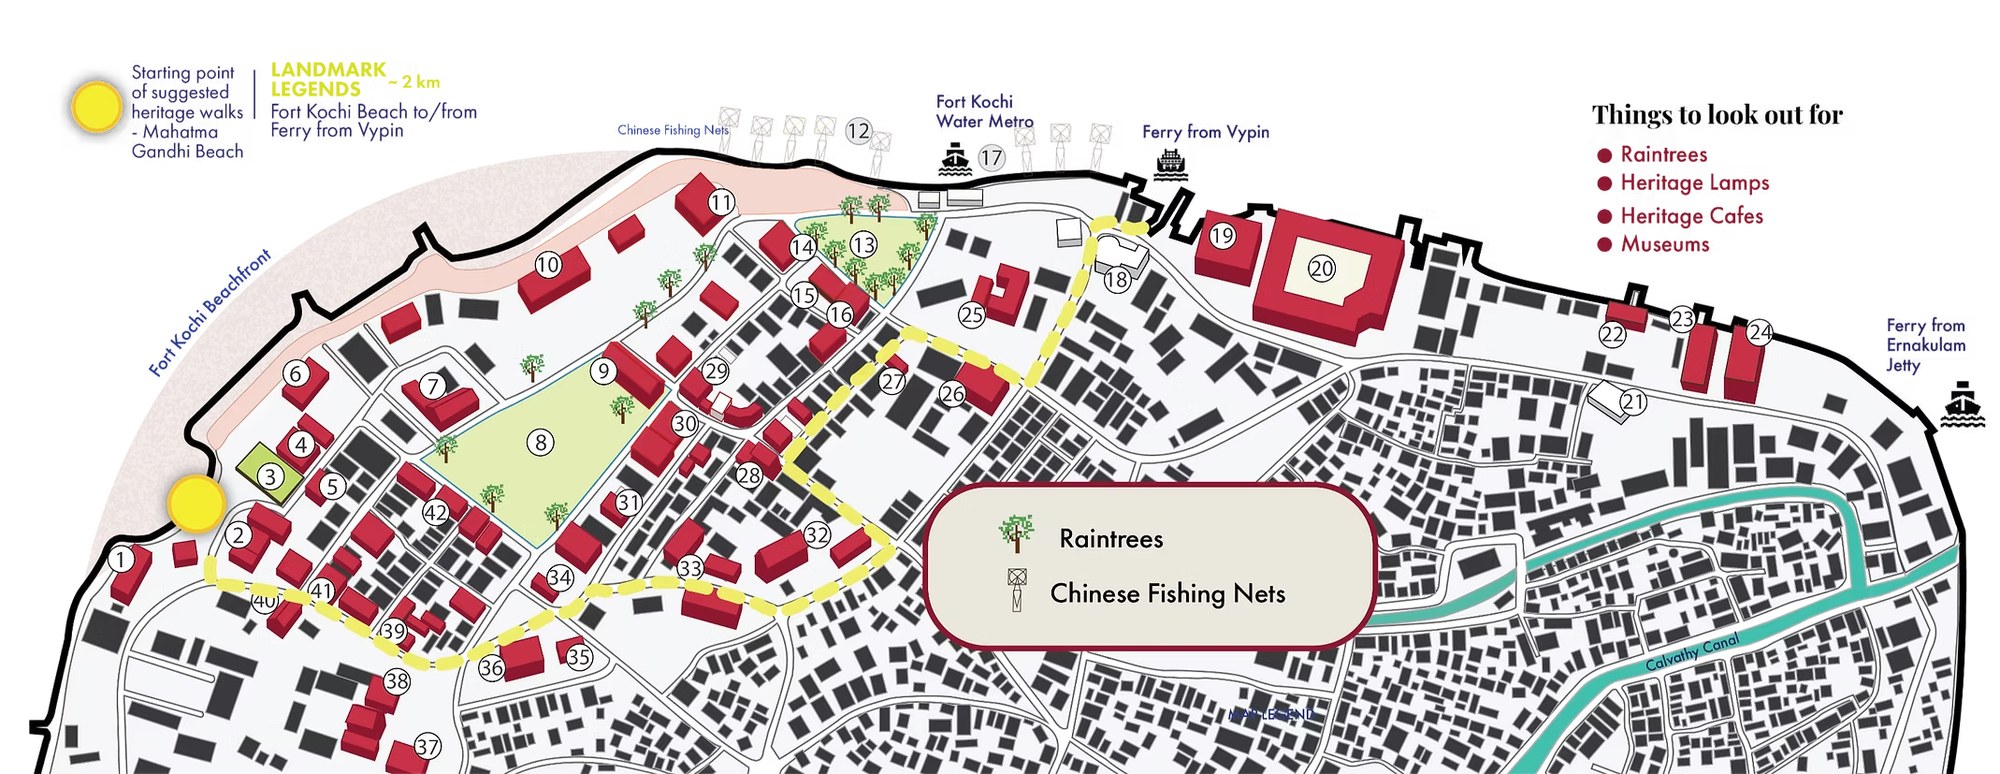 Starting point
of suggested
heritage walks
- Mahatma
Gandhi Beach
LANDMARK
LEGENDS ~ 2 km
Fort Kochi Beach to/from
Ferry from Vypin
Chinese Fishing Nets
12
Fort Kochi
Water Metro
17
Ferry from Vypin
Things to look out for
Raintrees
Heritage Lamps
Heritage Cafes
Museums
Fort Kochi Beachfront
Ferry from
Ernakulam
Jetty
11
10
14
13
15
16
25
18
19
20
22
23
24
21
6
7
9
29
27
26
4
3
5
8
30
28
2
42
31
32
1
40
41
34
33
39
36
35
38
37
Raintrees
Chinese Fishing Nets
Calvathy Canal
MAP LEGEND